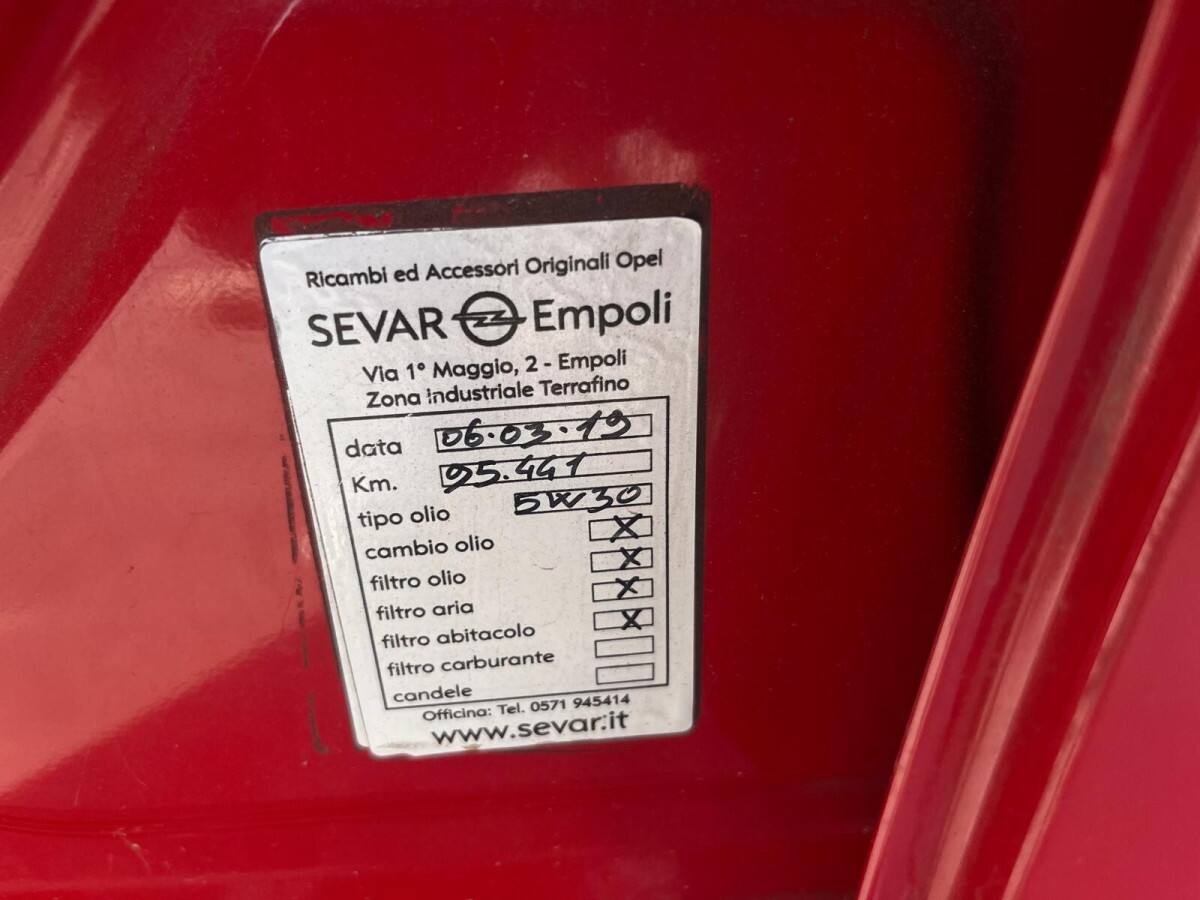 Ricambi ed Accessori Originali Opel
SEVAR Empoli
Via 1° Maggio, 2 - Empoli
Zona Industriale Terrafino
data 06.03.19
Km. 95.441
tipo olio 5W30
cambio olio X
filtro olio X
filtro aria X
filtro abitacolo X
filtro carburante
candele
Officina: Tel. 0571 945414
www.sevar.it